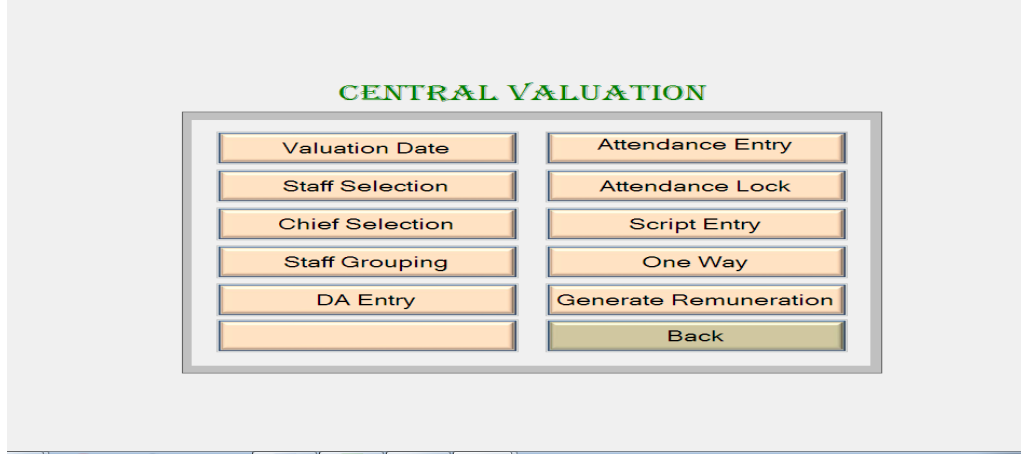 CENTRAL VALUATION
Valuation Date
Attendance Entry
Staff Selection
Attendance Lock
Chief Selection
Script Entry
Staff Grouping
One Way
DA Entry
Generate Remuneration
Back